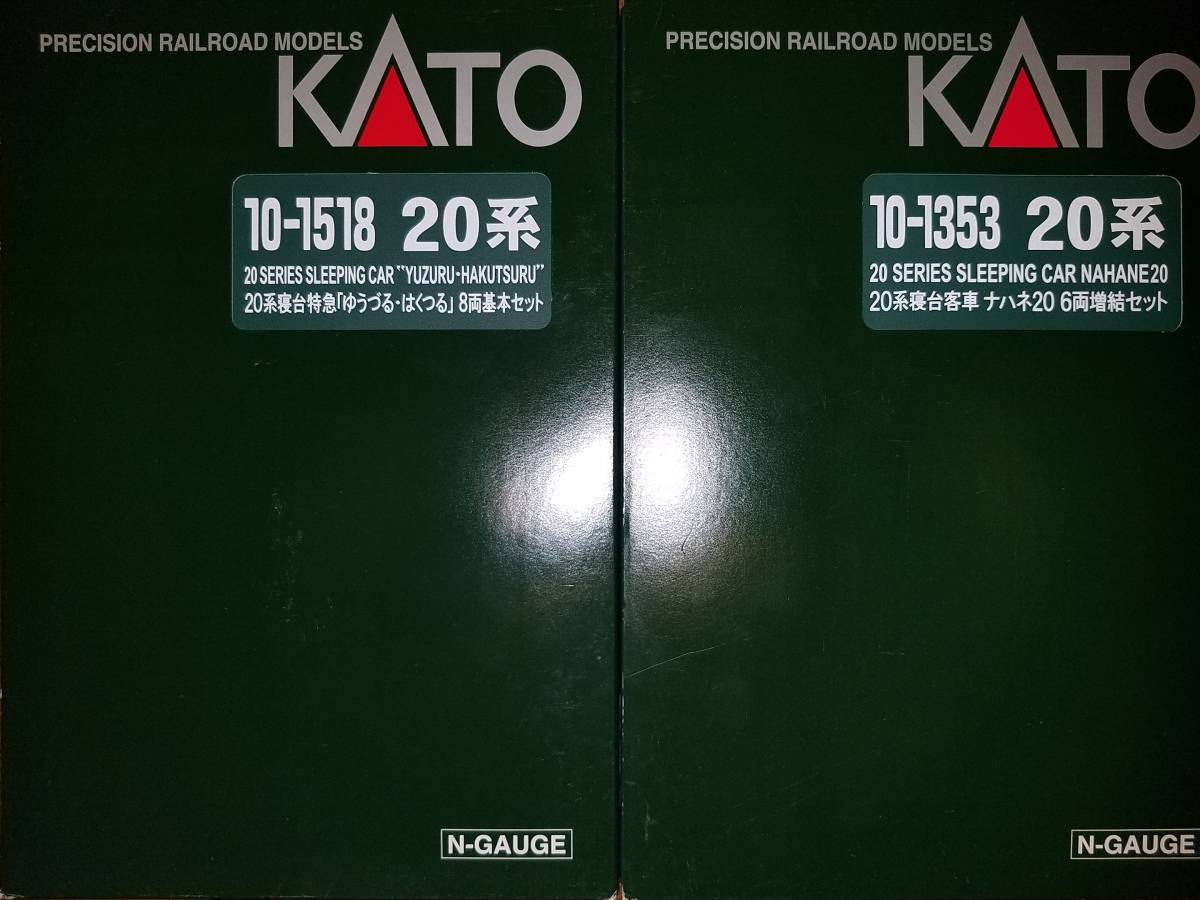 PRECISION RAILROAD MODELS
KATO
10-1518 20系
20 SERIES SLEEPING CAR "YUZURU･HAKUTSURU"
20系寝台特急「ゆうづる･はくつる」 8両基本セット
N-GAUGE
PRECISION RAILROAD MODELS
KATO
10-1353 20系
20 SERIES SLEEPING CAR NAHANE20
20系寝台客車 ナハネ20 6両増結セット
N-GAUGE